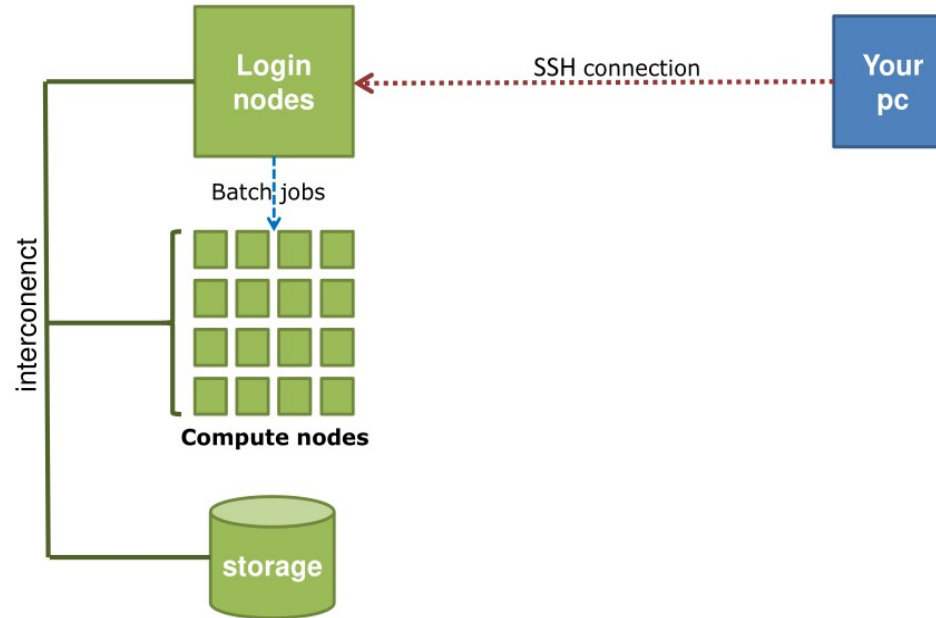 Login
nodes
SSH connection
Your
pc
Batch jobs
interconenct
Compute nodes
storage